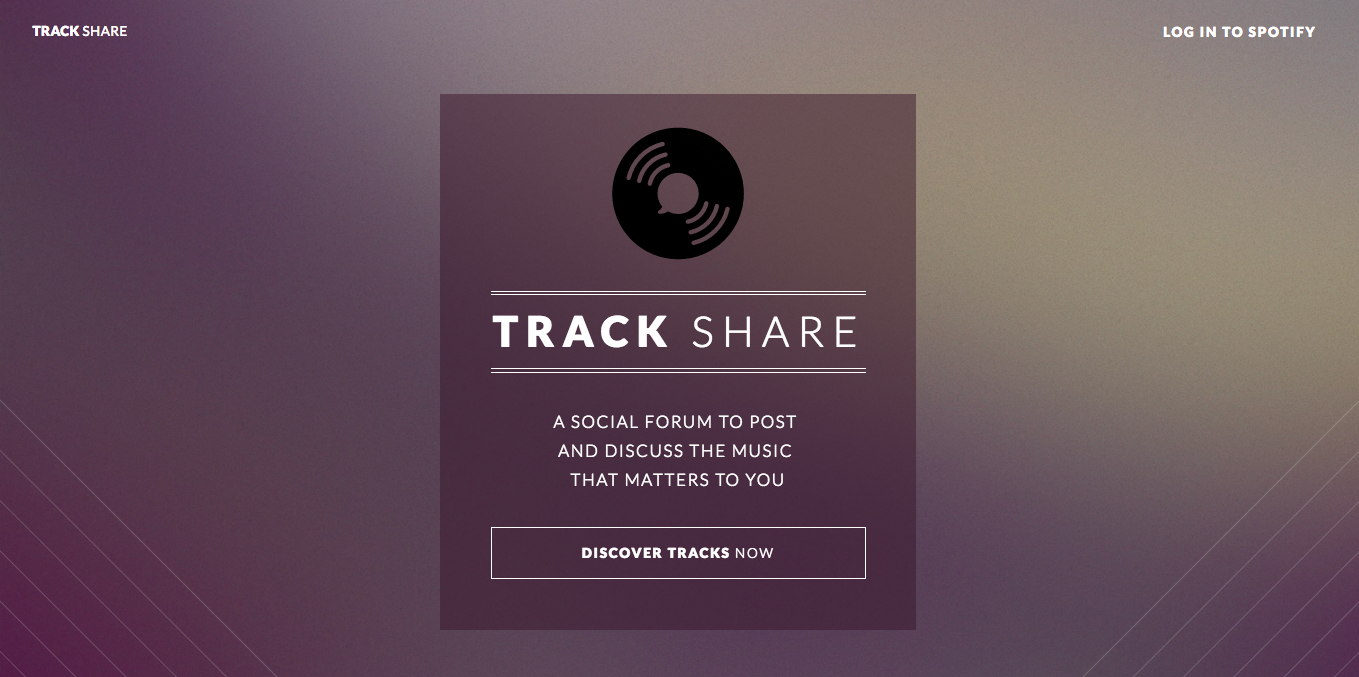 TRACK SHARE
LOG IN TO SPOTIFY
TRACK SHARE
A SOCIAL FORUM TO POST
AND DISCUSS THE MUSIC
THAT MATTERS TO YOU
DISCOVER TRACKS NOW